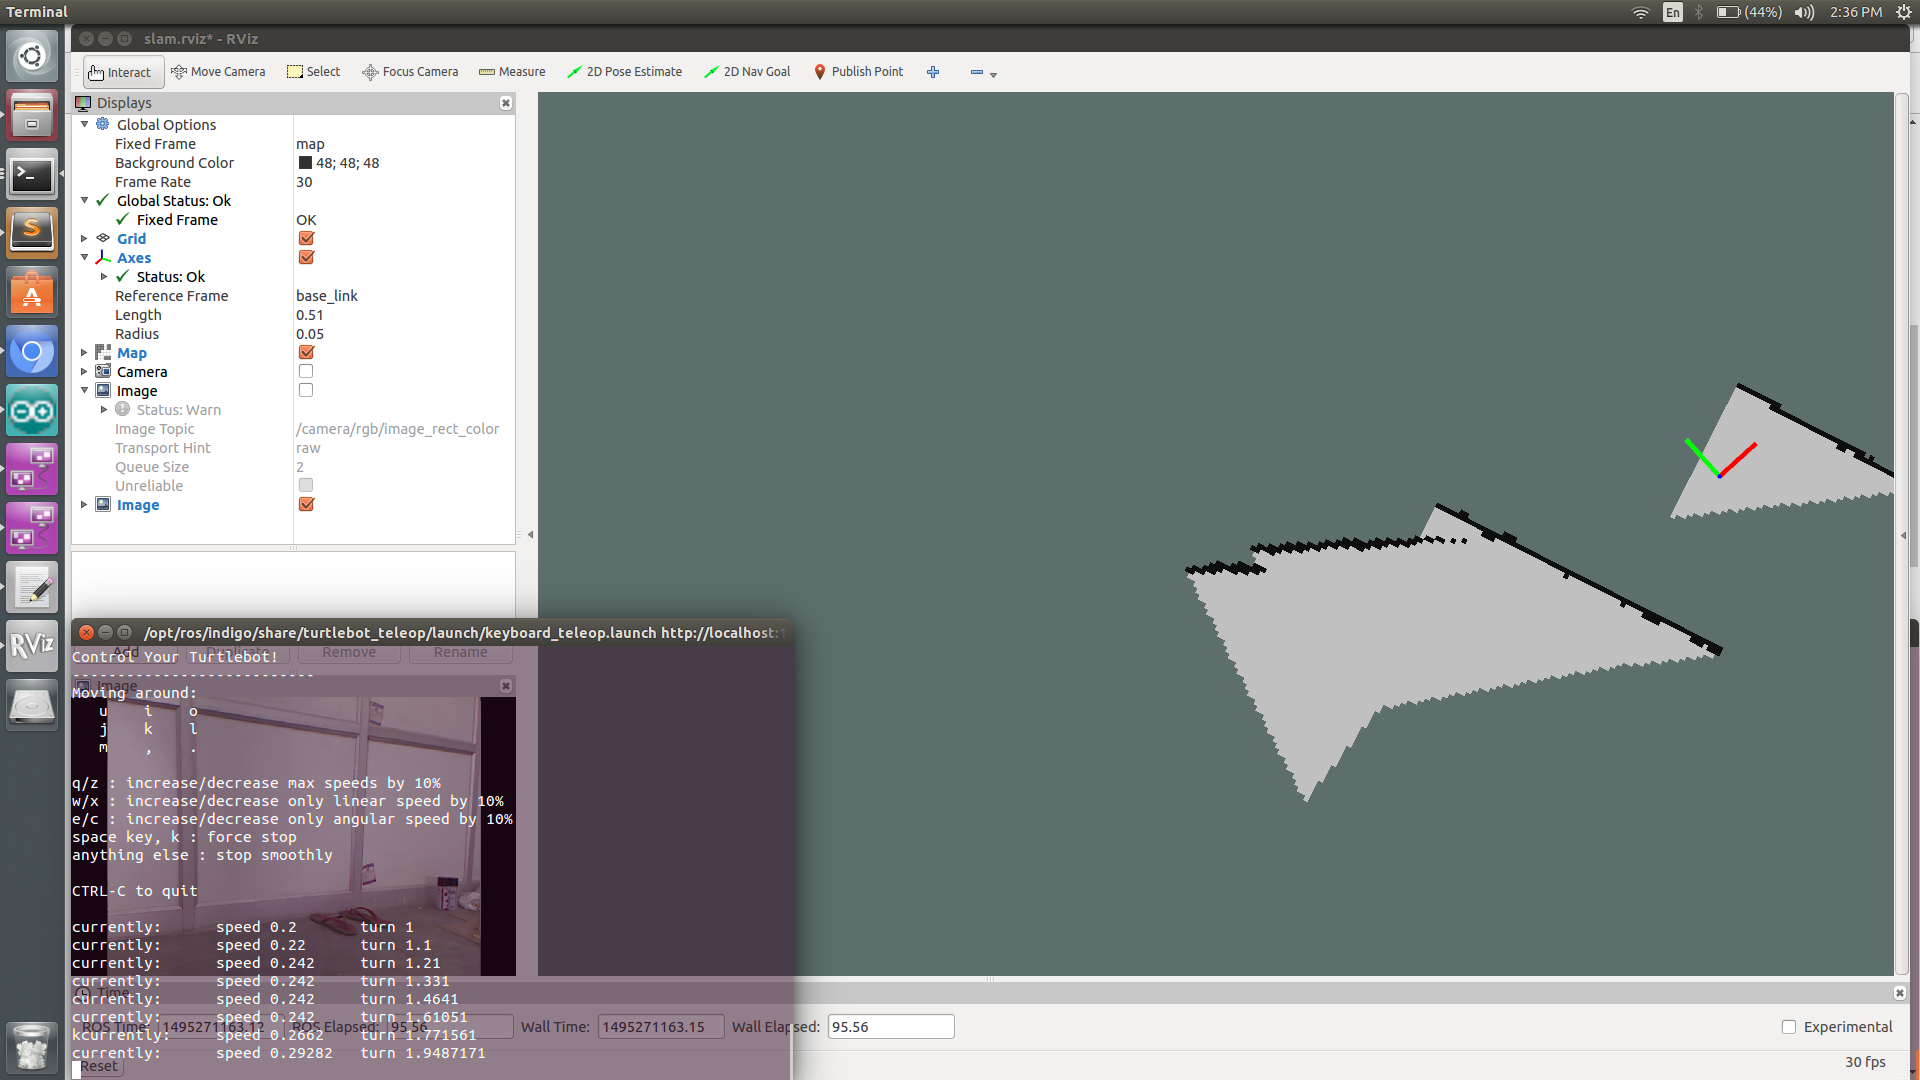 Terminal
En
(44%)
2:36 PM
slam.rviz* - RViz
Interact
Move Camera
Select
Focus Camera
Measure
2D Pose Estimate
2D Nav Goal
Publish Point
Displays
Global Options
Fixed Frame map
Background Color 48; 48; 48
Frame Rate 30
Global Status: Ok
Fixed Frame OK
Grid
Axes
Status: Ok
Reference Frame base_link
Length 0.51
Radius 0.05
Map
Camera
Image
Status: Warn
Image Topic /camera/rgb/image_rect_color
Transport Hint raw
Queue Size 2
Unreliable
Image
/opt/ros/indigo/share/turtlebot_teleop/launch/keyboard_teleop.launch http://localhost:1
Add Duplicate Remove Rename
Control Your Turtlebot!
---------------------------
Image
Moving around:
u i o
j k l
m , .
q/z : increase/decrease max speeds by 10%
w/x : increase/decrease only linear speed by 10%
e/c : increase/decrease only angular speed by 10%
space key, k : force stop
anything else : stop smoothly
CTRL-C to quit
currently: speed 0.2 turn 1
currently: speed 0.22 turn 1.1
currently: speed 0.242 turn 1.21
currently: speed 0.242 turn 1.331
Time
currently: speed 0.242 turn 1.4641
currently: speed 0.242 turn 1.61051
ROS Time: 1495271163.12 ROS Elapsed: 95.56 Wall Time: 1495271163.15 Wall Elapsed: 95.56 Experimental
kcurrently: speed 0.2662 turn 1.771561
currently: speed 0.29282 turn 1.9487171
Reset
30 fps
RViz